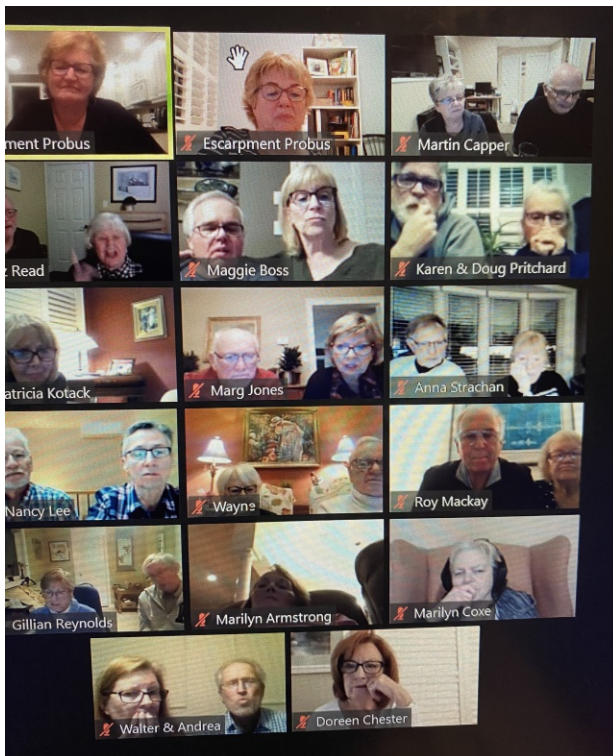 ment Probus
Escarpment Probus
Martin Capper
z Read
Maggie Boss
Karen & Doug Pritchard
atricia Kotack
Marg Jones
Anna Strachan
Nancy Lee
Wayne
Roy Mackay
Gillian Reynolds
Marilyn Armstrong
Marilyn Coxe
Walter & Andrea
Doreen Chester